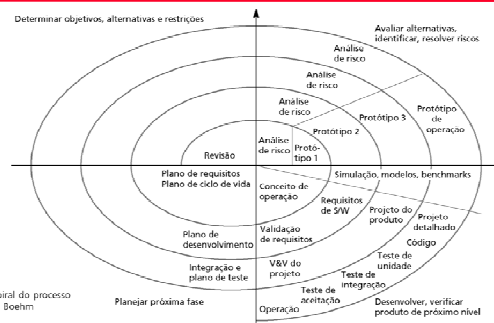 Determinar objetivos, alternativas e restrições
Avaliar alternativas,
identificar, resolver riscos
Análise
de risco
Análise
de risco
Análise
de risco
Análise
de risco
Protó-
tipo 1
Protótipo 2
Protótipo 3
Protótipo
de
operação
Revisão
Plano de requisitos
Plano de ciclo de vida
Simulação, modelos, benchmarks
Conceito de
operação
Requisitos
de S/W
Projeto do
produto
Projeto
detalhado
Código
Plano de
desenvolvimento
Validação
de requisitos
Teste de
unidade
Integração e
plano de teste
V&V do
projeto
Teste de
integração
Teste de
aceitação
Operação
piral do processo
Boehm
Planejar próxima fase
Desenvolver, verificar
produto de próximo nível